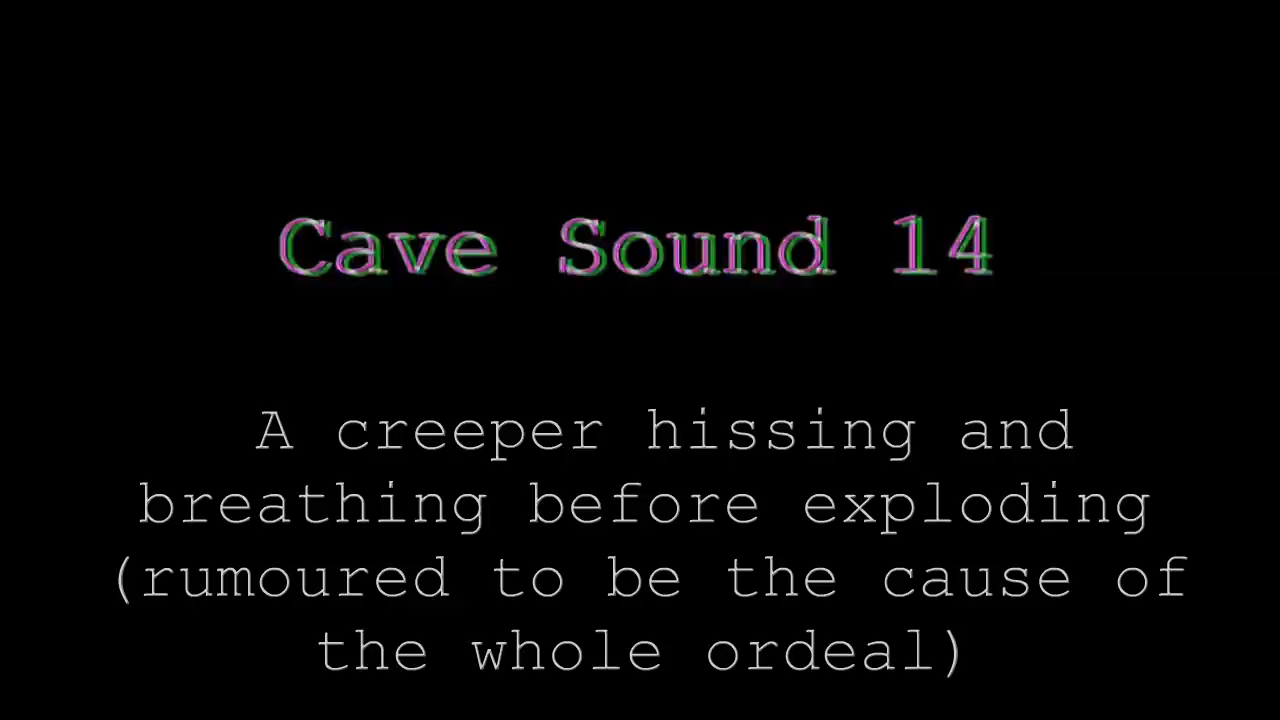 Cave Sound 14
A creeper hissing and
breathing before exploding
(rumoured to be the cause of
the whole ordeal)